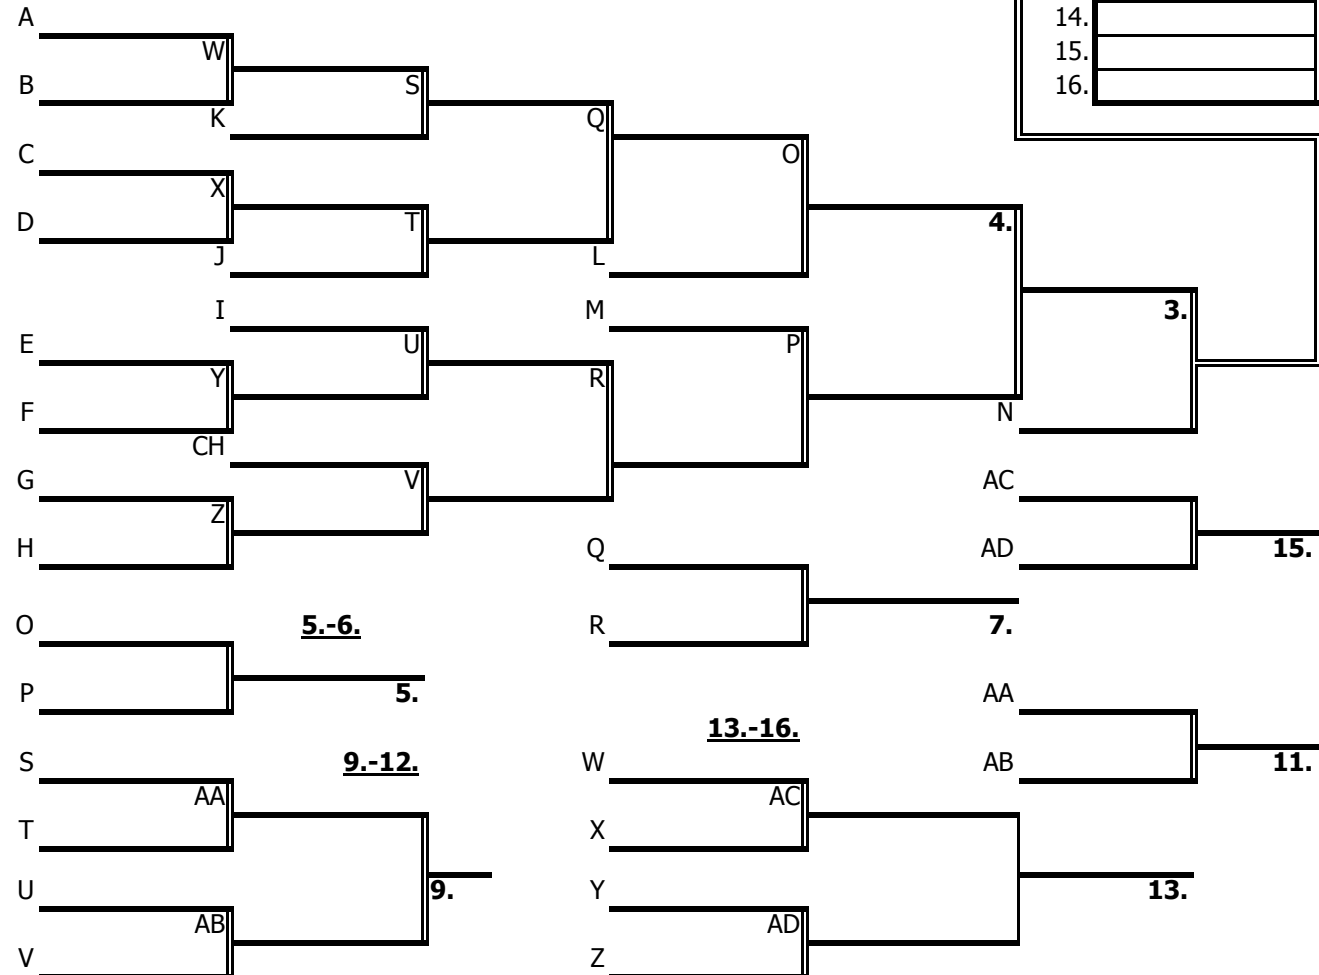 A
14.
W
15.
B
S
16.
K
Q
C
O
X
D
T
4.
J
L
I
M
3.
E
U
P
Y
R
F
N
CH
G
V
AC
Z
H
Q
AD
15.
O
5.-6.
R
7.
P
5.
AA
13.-16.
S
9.-12.
W
AB
11.
AA
AC
T
X
U
9.
Y
13.
AB
AD
V
Z